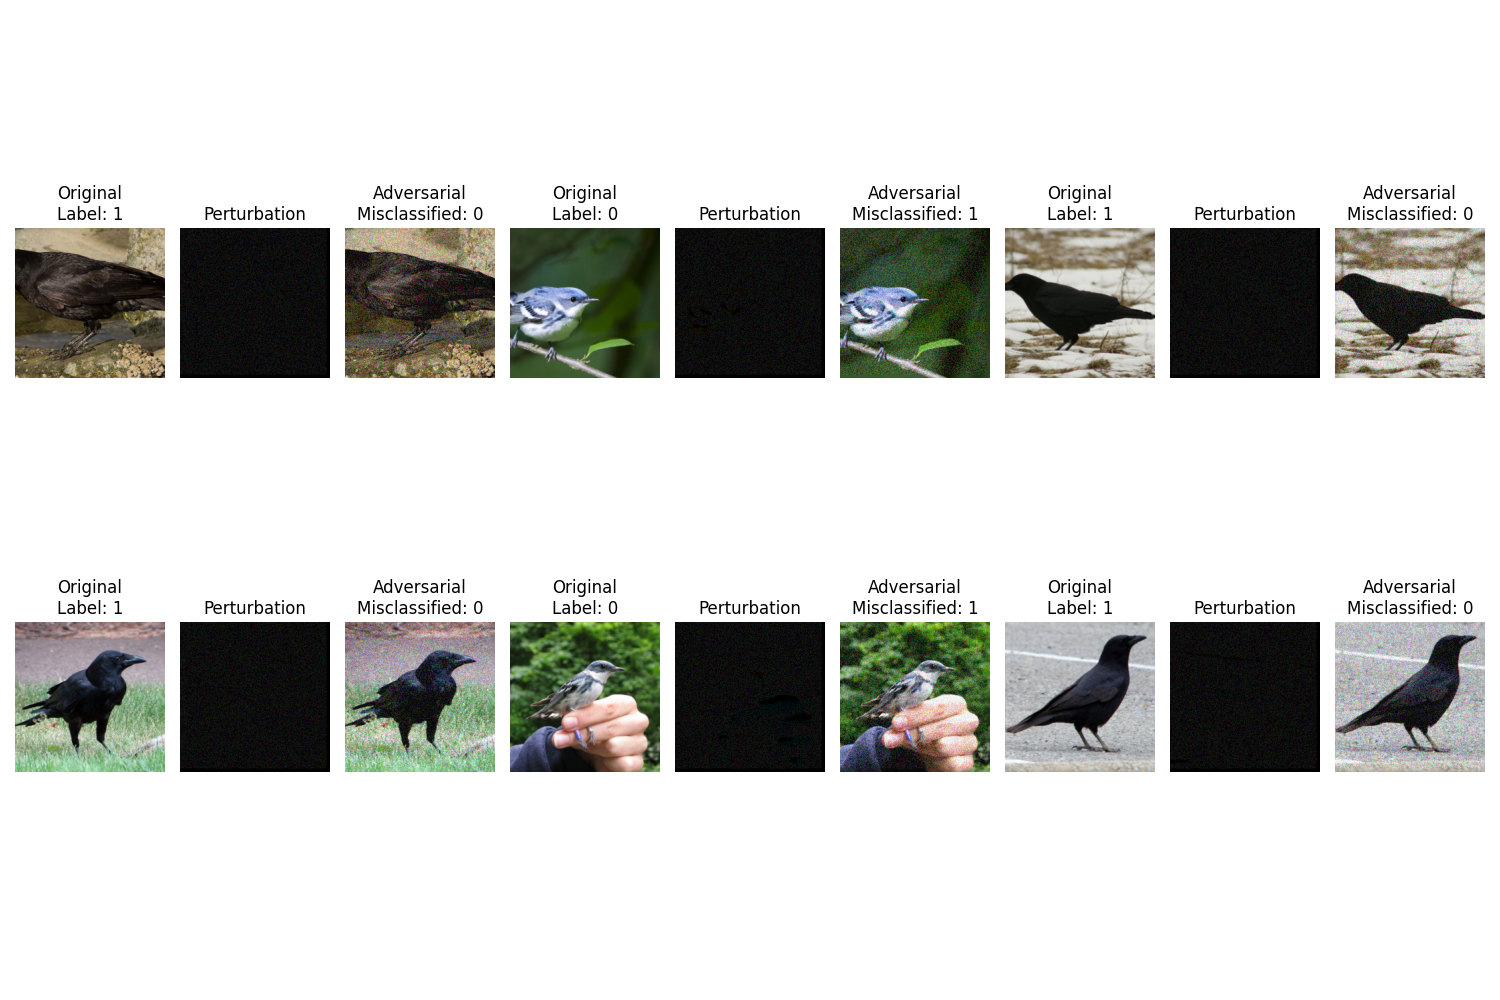 Original
Label: 1
Perturbation
Adversarial
Misclassified: 0
Original
Label: 0
Perturbation
Adversarial
Misclassified: 1
Original
Label: 1
Perturbation
Adversarial
Misclassified: 0
Original
Label: 1
Perturbation
Adversarial
Misclassified: 0
Original
Label: 0
Perturbation
Adversarial
Misclassified: 1
Original
Label: 1
Perturbation
Adversarial
Misclassified: 0